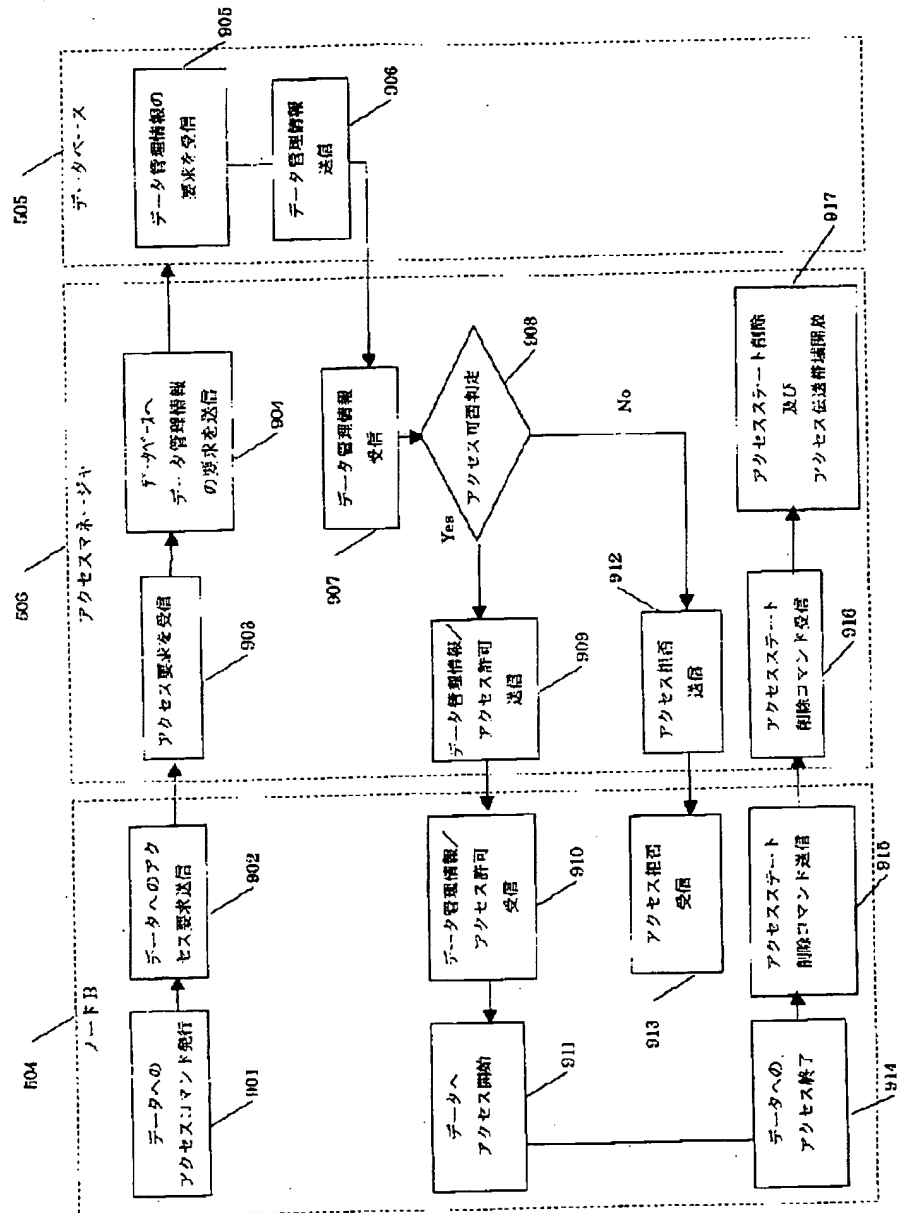 504
ノードB
データへの
アクセスコマンド発行
901
データへのアク
セス要求送信
902
506
アクセスマネージャ
アクセス要求を受信
903
データベースへ
データ管理情報
の要求を送信
904
505
データベース
データ管理情報の
要求を受信
905
データ管理情報
送信
906
データ管理情報
受信
907
アクセス可否判定
908
Yes
No
データ管理情報/
アクセス許可
送信
909
データ管理情報/
アクセス許可
受信
910
データへ
アクセス開始
911
アクセス拒否
送信
912
アクセス拒否
受信
913
データへの
アクセス終了
914
アクセスステート
削除コマンド送信
915
アクセスステート
削除コマンド受信
916
アクセスステート削除
及び
アクセス伝送帯域開放
917